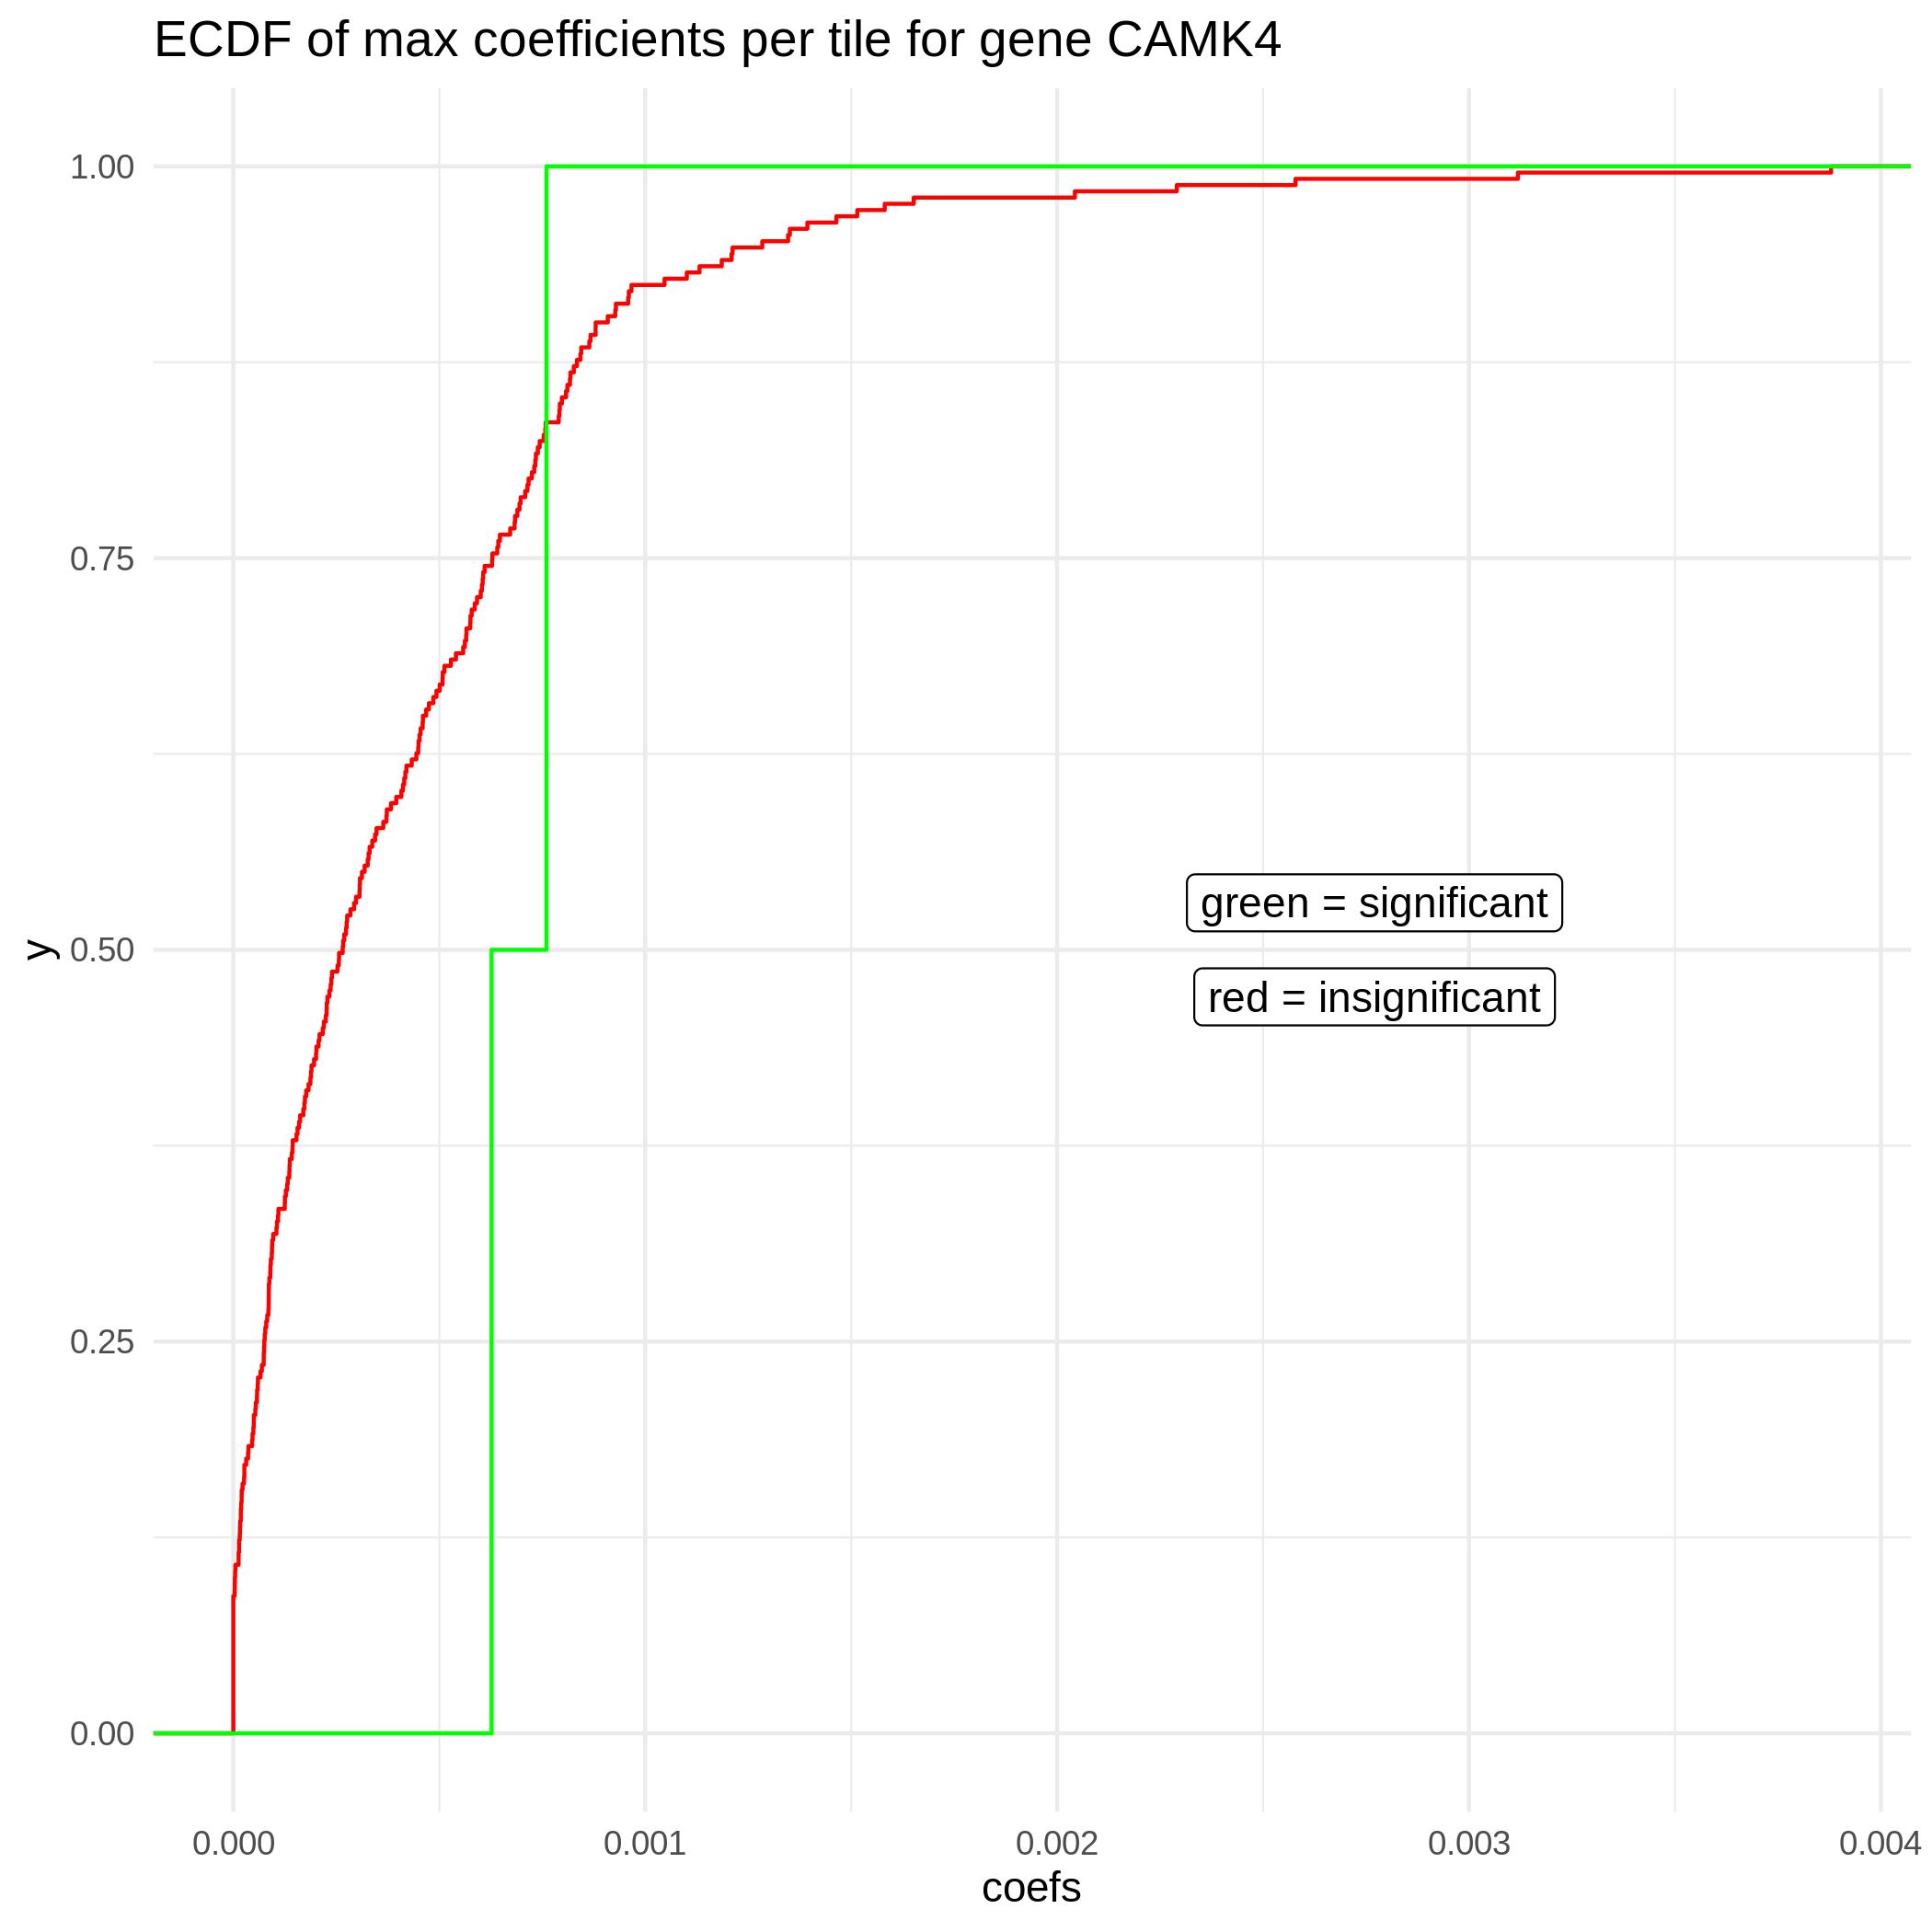 ECDF of max coefficients per tile for gene CAMK4
1.00
0.75
0.50
0.25
0.00
y
green = significant
red = insignificant
0.000 0.001 0.002 0.003 0.004
coefs